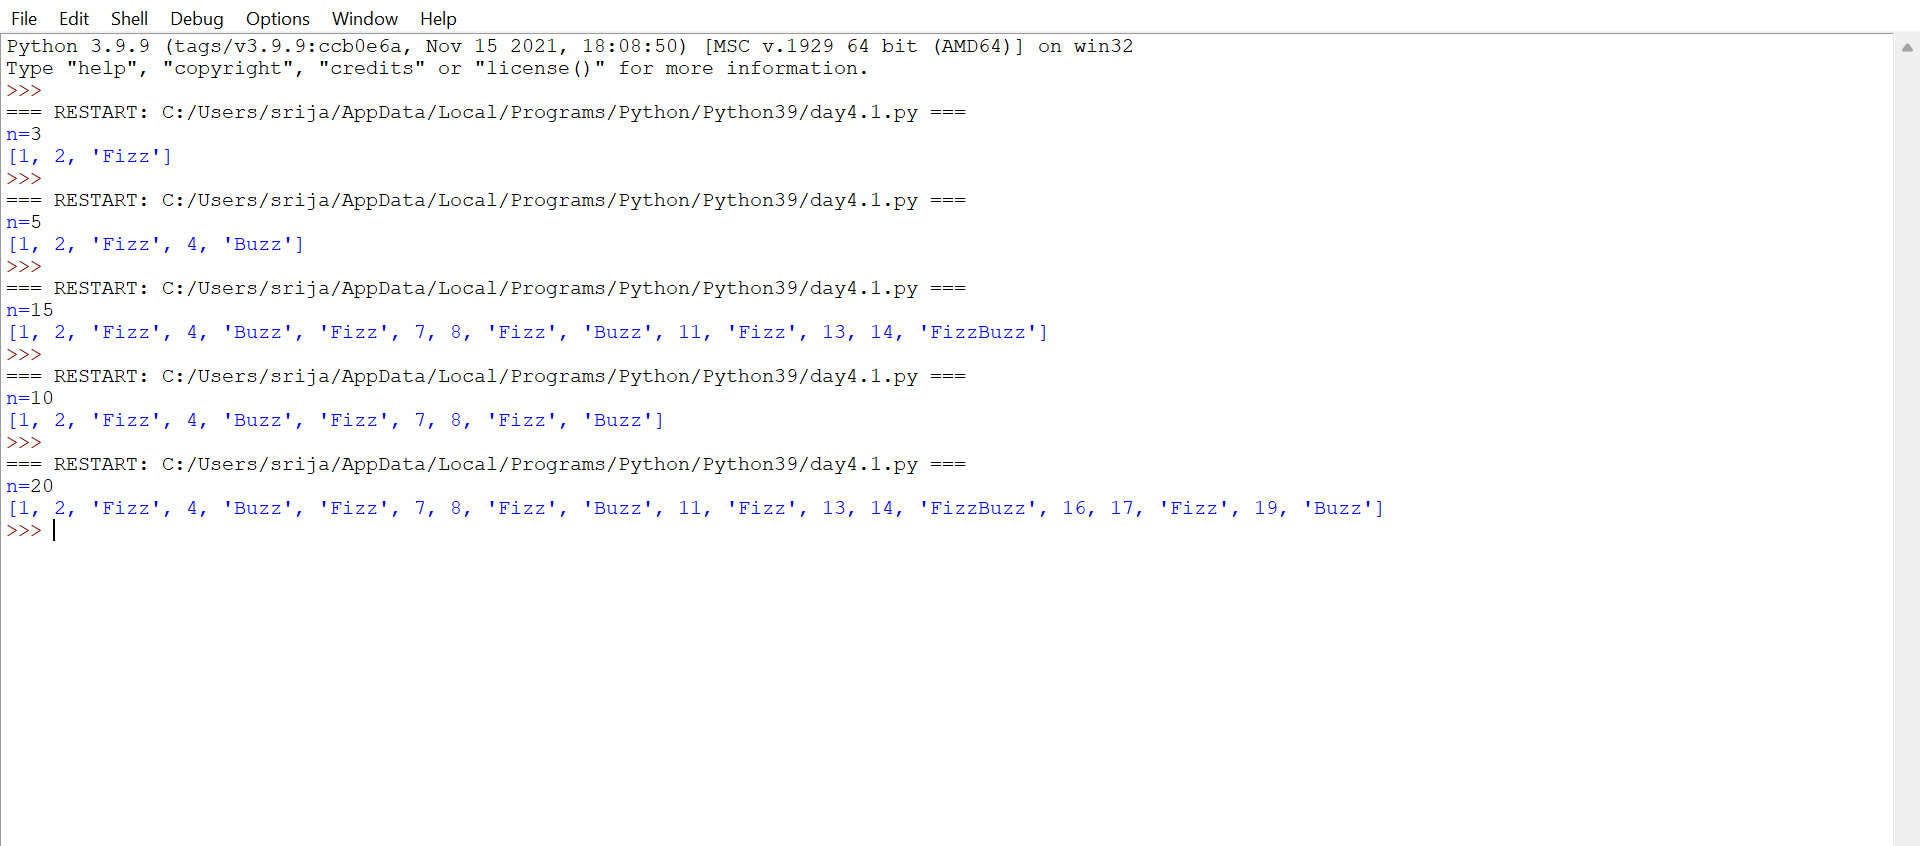 File Edit Shell Debug Options Window Help
Python 3.9.9 (tags/v3.9.9:ccb0e6a, Nov 15 2021, 18:08:50) [MSC v.1929 64 bit (AMD64)] on win32
Type "help", "copyright", "credits" or "license()" for more information.
>>>
=== RESTART: C:/Users/srija/AppData/Local/Programs/Python/Python39/day4.1.py ===
n=3
[1, 2, 'Fizz']
>>>
=== RESTART: C:/Users/srija/AppData/Local/Programs/Python/Python39/day4.1.py ===
n=5
[1, 2, 'Fizz', 4, 'Buzz']
>>>
=== RESTART: C:/Users/srija/AppData/Local/Programs/Python/Python39/day4.1.py ===
n=15
[1, 2, 'Fizz', 4, 'Buzz', 'Fizz', 7, 8, 'Fizz', 'Buzz', 11, 'Fizz', 13, 14, 'FizzBuzz']
>>>
=== RESTART: C:/Users/srija/AppData/Local/Programs/Python/Python39/day4.1.py ===
n=10
[1, 2, 'Fizz', 4, 'Buzz', 'Fizz', 7, 8, 'Fizz', 'Buzz']
>>>
=== RESTART: C:/Users/srija/AppData/Local/Programs/Python/Python39/day4.1.py ===
n=20
[1, 2, 'Fizz', 4, 'Buzz', 'Fizz', 7, 8, 'Fizz', 'Buzz', 11, 'Fizz', 13, 14, 'FizzBuzz', 16, 17, 'Fizz', 19, 'Buzz']
>>>